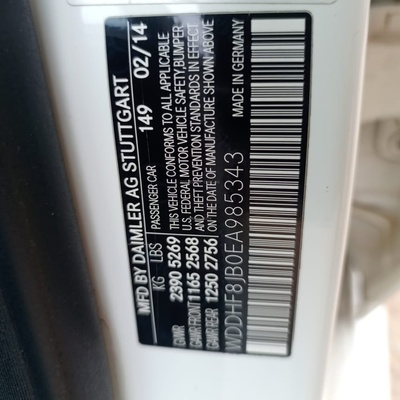 MFD BY DAIMLER AG STUTTGART
149 02/14
KG LBS PASSENGER CAR
GVWR 2390 5269 THIS VEHICLE CONFORMS TO ALL APPLICABLE
GAWR FRONT 1165 2568 U.S. FEDERAL MOTOR VEHICLE SAFETY, BUMPER
AND THEFT PREVENTION STANDARDS IN EFFECT
GAWR 1250 2756 ON THE DATE OF MANUFACTURE SHOWN ABOVE
MADE IN GERMANY
WDDHF8JB0EA985343